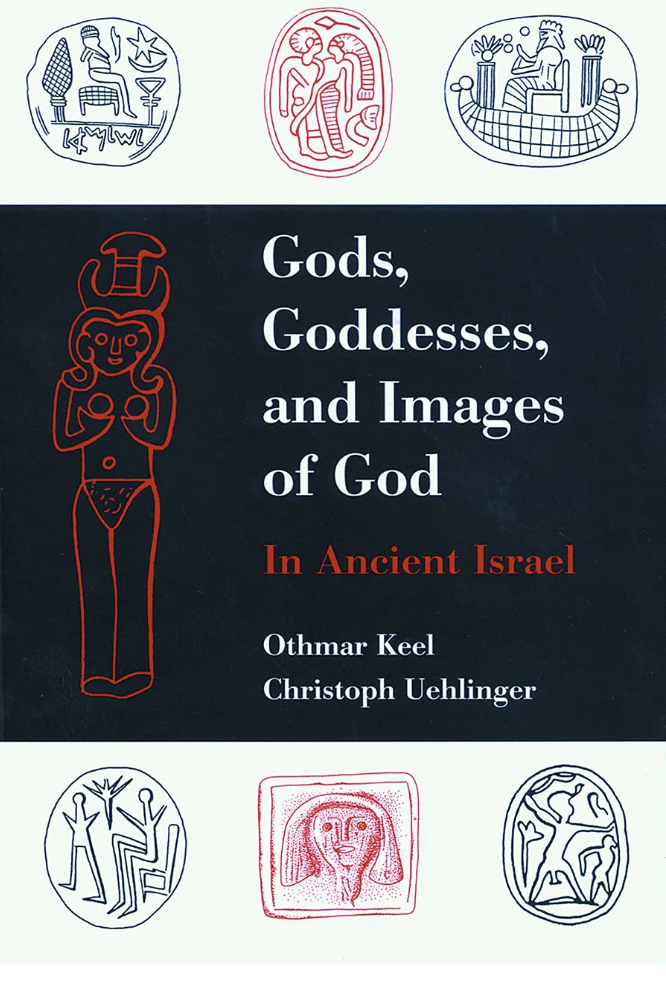 Gods,
Goddesses,
and Images
of God
In Ancient Israel
Othmar Keel
Christoph Uehlinger